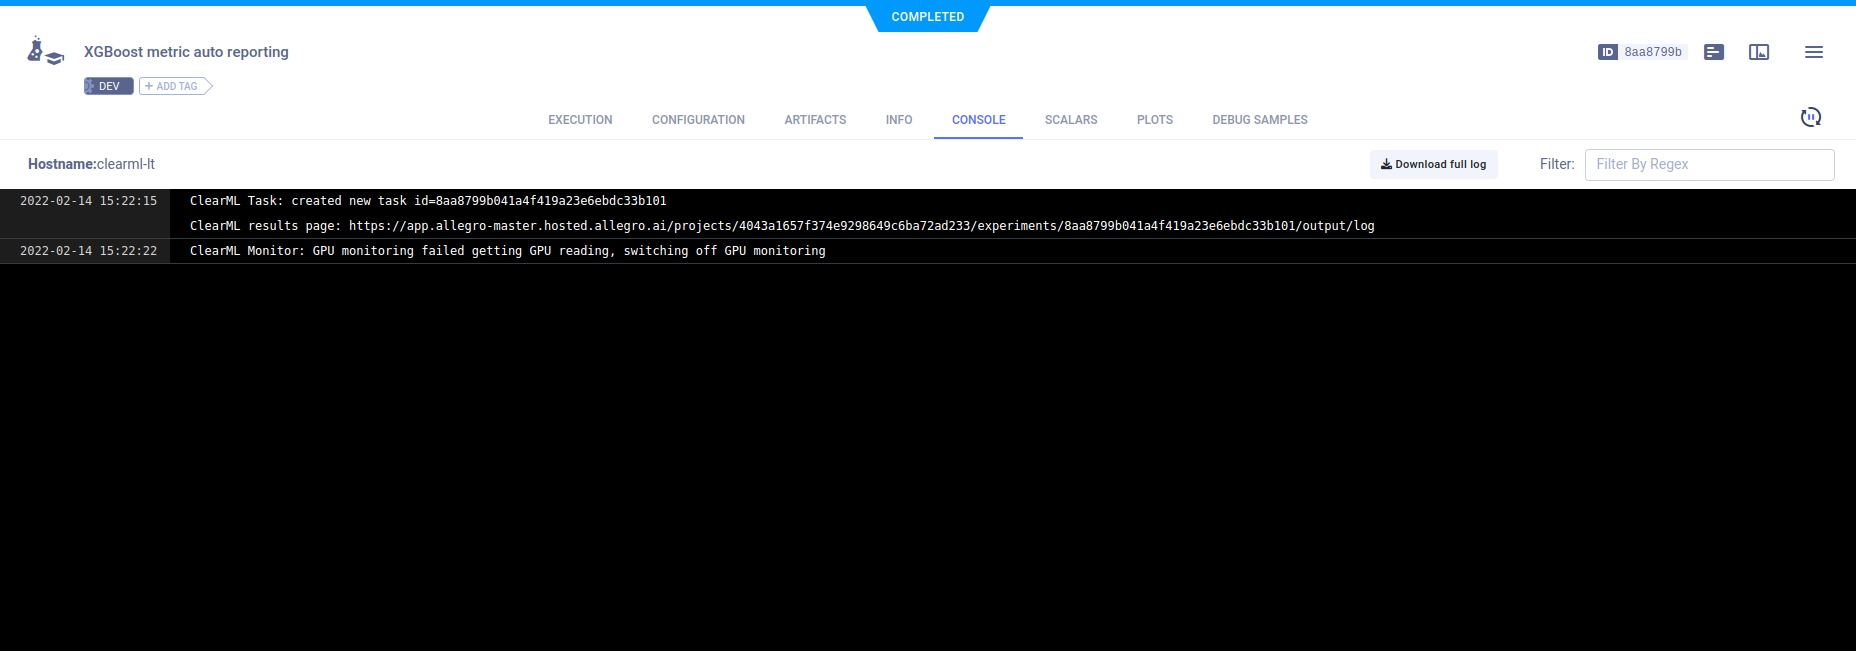 COMPLETED
XGBoost metric auto reporting
ID 8aa8799b
DEV + ADD TAG
EXECUTION CONFIGURATION ARTIFACTS INFO CONSOLE SCALARS PLOTS DEBUG SAMPLES
Hostname:clearml-lt Download full log Filter: Filter By Regex
2022-02-14 15:22:15 ClearML Task: created new task id=8aa8799b041a4f419a23e6ebdc33b101
ClearML results page: https://app.allegro-master.hosted.allegro.ai/projects/4043a1657f374e9298649c6ba72ad233/experiments/8aa8799b041a4f419a23e6ebdc33b101/output/log
2022-02-14 15:22:22 ClearML Monitor: GPU monitoring failed getting GPU reading, switching off GPU monitoring